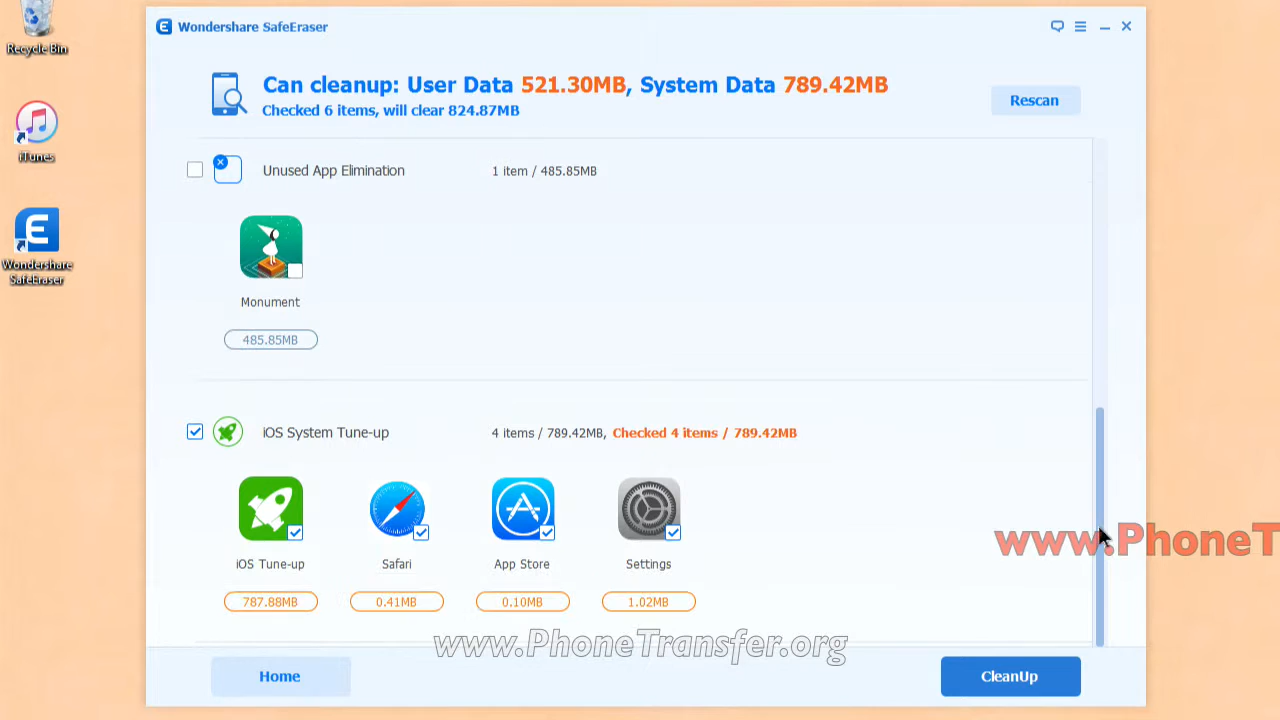 Recycle Bin
iTunes
Wondershare
SafeEraser
Wondershare SafeEraser
Can cleanup: User Data 521.30MB, System Data 789.42MB
Checked 6 items, will clear 824.87MB
Rescan
Unused App Elimination
1 item / 485.85MB
Monument
485.85MB
iOS System Tune-up
4 items / 789.42MB, Checked 4 items / 789.42MB
iOS Tune-up
Safari
App Store
Settings
787.88MB
0.41MB
0.10MB
1.02MB
www.PhoneT
www.PhoneTransfer.org
Home
CleanUp